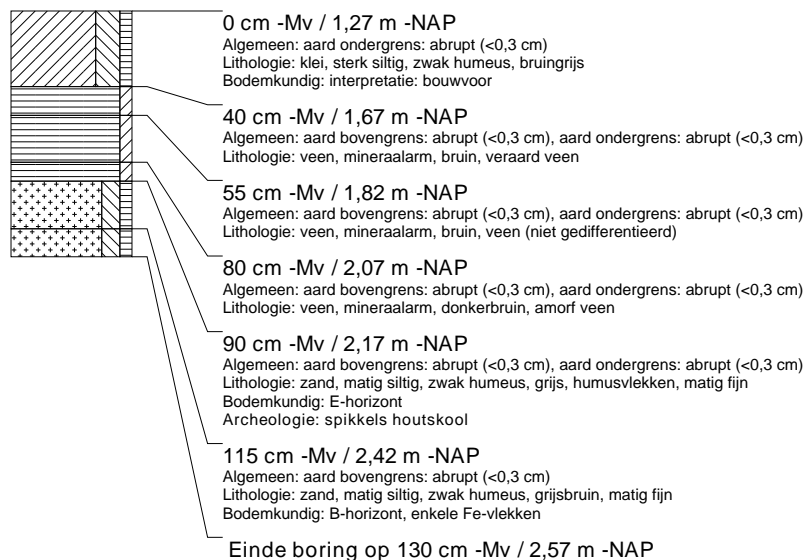 0 cm -Mv / 1,27 m -NAP
Algemeen: aard ondergrens: abrupt (<0,3 cm)
Lithologie: klei, sterk siltig, zwak humeus, bruingrijs
Bodemkundig: interpretatie: bouwvoor
40 cm -Mv / 1,67 m -NAP
Algemeen: aard bovengrens: abrupt (<0,3 cm), aard ondergrens: abrupt (<0,3 cm)
Lithologie: veen, mineraalarm, bruin, veraard veen
55 cm -Mv / 1,82 m -NAP
Algemeen: aard bovengrens: abrupt (<0,3 cm), aard ondergrens: abrupt (<0,3 cm)
Lithologie: veen, mineraalarm, bruin, veen (niet gedifferentieerd)
80 cm -Mv / 2,07 m -NAP
Algemeen: aard bovengrens: abrupt (<0,3 cm), aard ondergrens: abrupt (<0,3 cm)
Lithologie: veen, mineraalarm, donkerbruin, amorf veen
90 cm -Mv / 2,17 m -NAP
Algemeen: aard bovengrens: abrupt (<0,3 cm), aard ondergrens: abrupt (<0,3 cm)
Lithologie: zand, matig siltig, zwak humeus, grijs, humusvlekken, matig fijn
Bodemkundig: E-horizont
Archeologie: spikkels houtskool
115 cm -Mv / 2,42 m -NAP
Algemeen: aard bovengrens: abrupt (<0,3 cm)
Lithologie: zand, matig siltig, zwak humeus, grijsbruin, matig fijn
Bodemkundig: B-horizont, enkele Fe-vlekken
Einde boring op 130 cm -Mv / 2,57 m -NAP